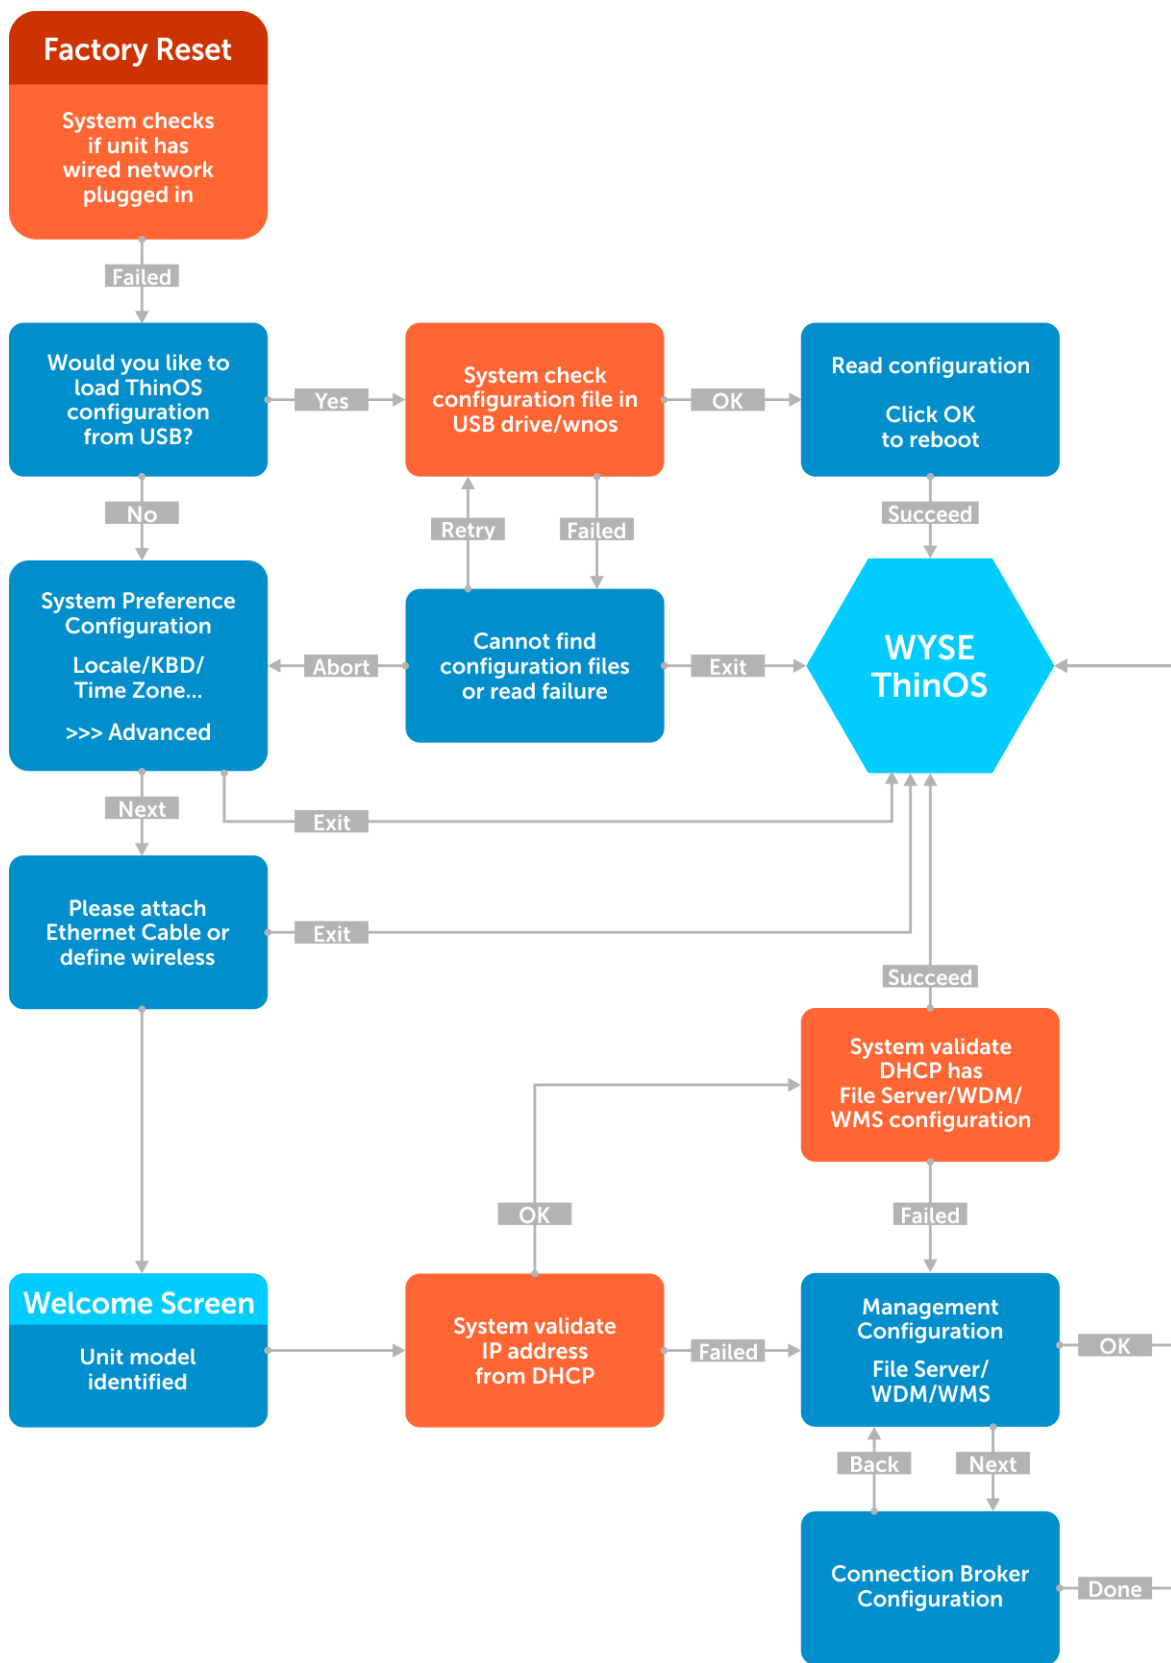 Factory Reset
System checks
if unit has
wired network
plugged in
Failed
Would you like to
load ThinOS
configuration
from USB?
Yes
System check
configuration file in
USB drive/wnos
OK
Read configuration
Click OK
to reboot
No
Retry
Failed
Succeed
System Preference
Configuration
Locale/KBD/
Time Zone...
>>> Advanced
Abort
Cannot find
configuration files
or read failure
Exit
WYSE
ThinOS
Next
Exit
Please attach
Ethernet Cable or
define wireless
Exit
Succeed
System validate
DHCP has
File Server/WDM/
WMS configuration
OK
Failed
Welcome Screen
Unit model
identified
System validate
IP address
from DHCP
Failed
Management
Configuration
File Server/
WDM/WMS
OK
Back
Next
Connection Broker
Configuration
Done